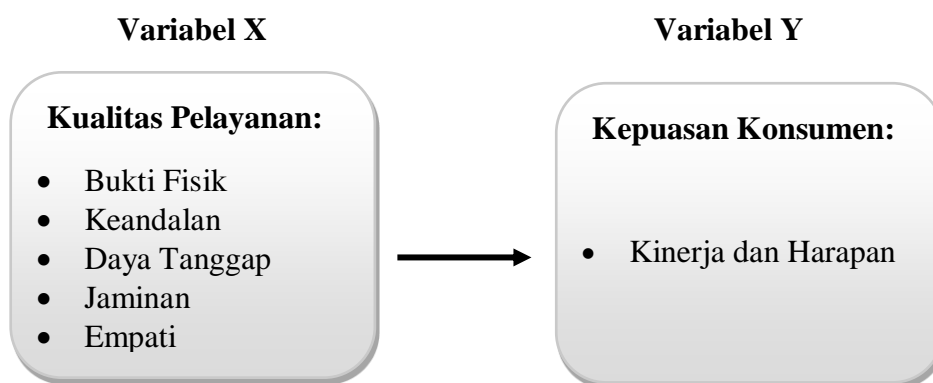 Variabel X
Variabel Y
Kualitas Pelayanan:
• Bukti Fisik
• Keandalan
• Daya Tanggap
• Jaminan
• Empati
Kepuasan Konsumen:
• Kinerja dan Harapan